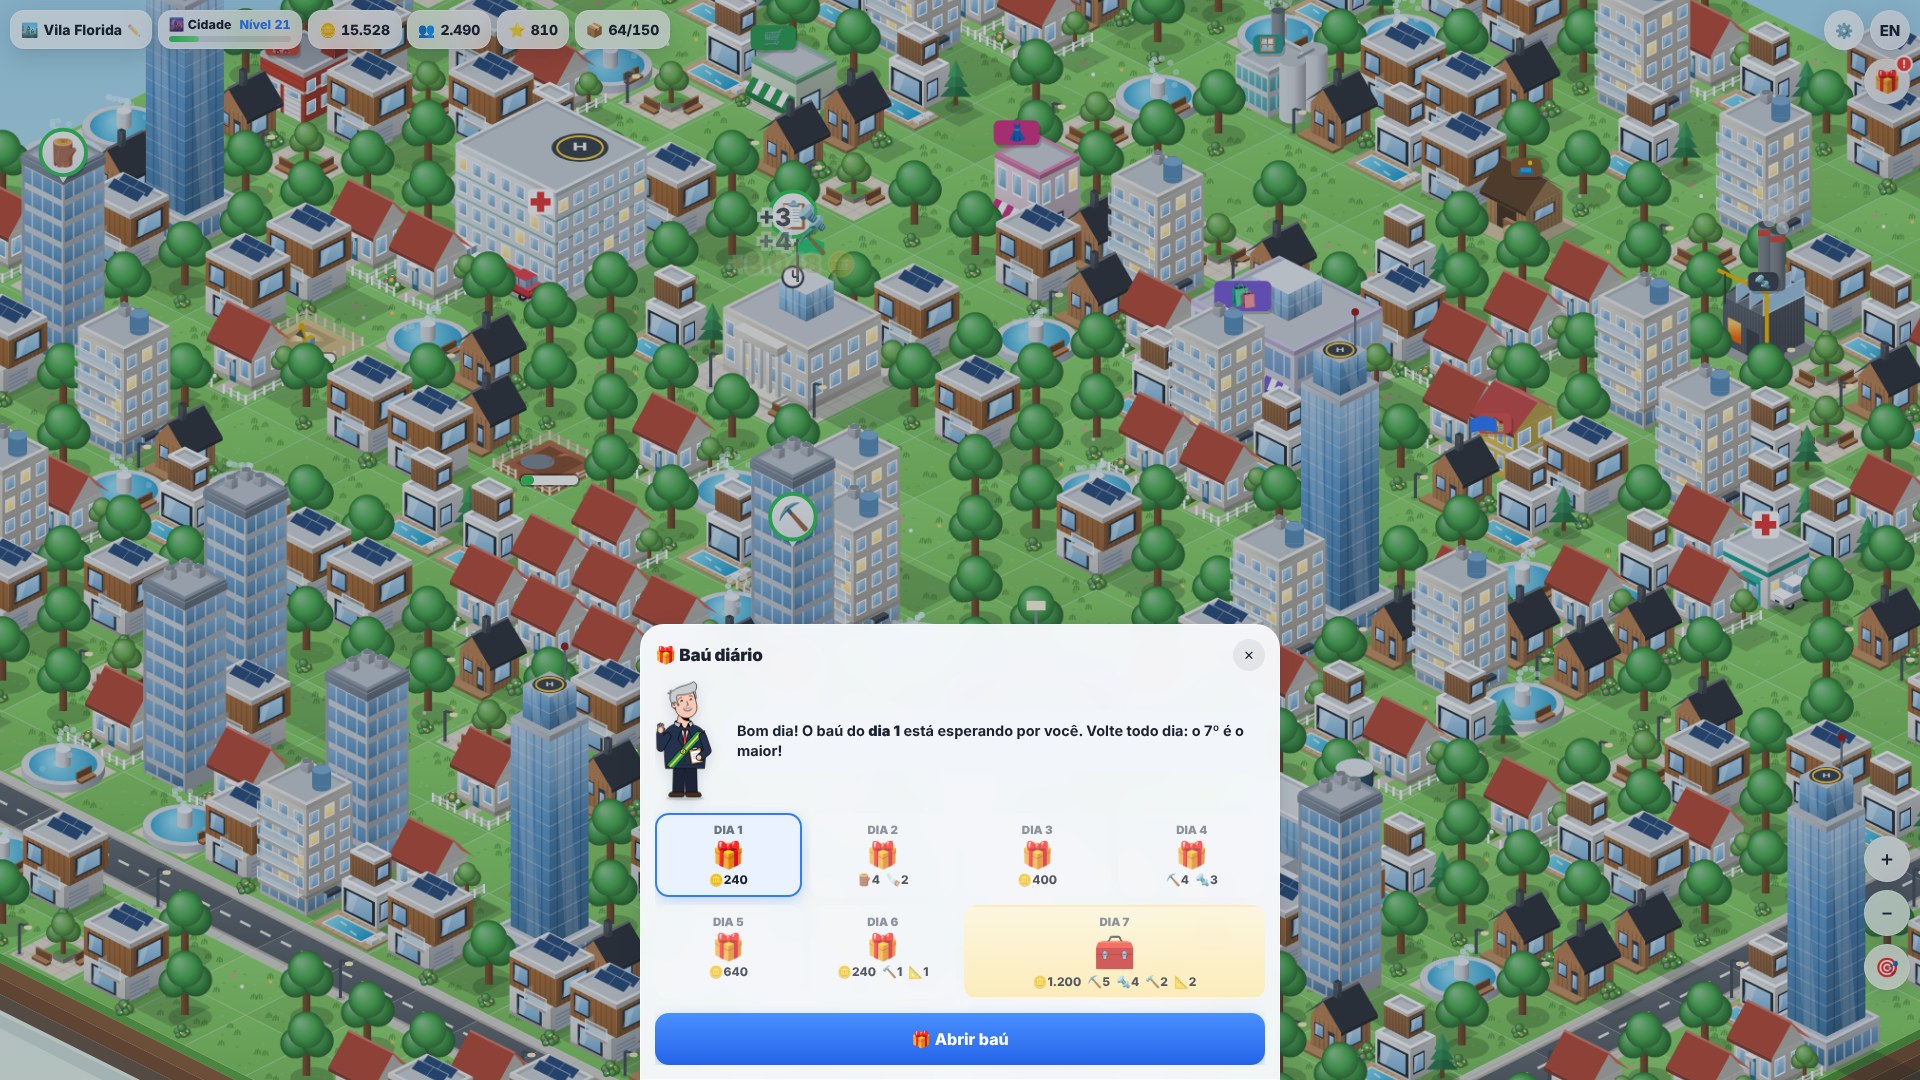 Vila Florida
Cidade Nível 21
15.528
2.490
810
64/150
EN
!
+3
+4
H
H
H
H
Baú diário
×
Bom dia! O baú do dia 1 está esperando por você. Volte todo dia: o 7º é o
maior!
DIA 1
240
DIA 2
4 2
DIA 3
400
DIA 4
4 3
DIA 5
640
DIA 6
240 1 1
DIA 7
1.200 5 4 2 2
Abrir baú
+
−